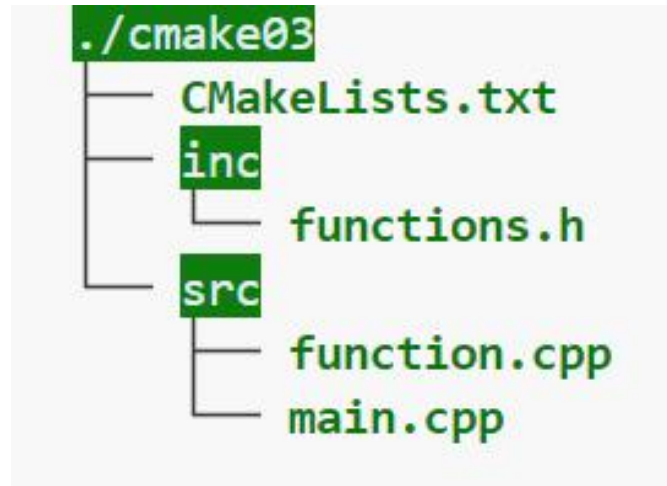 ./cmake03
CMakeLists.txt
inc
functions.h
src
function.cpp
main.cpp